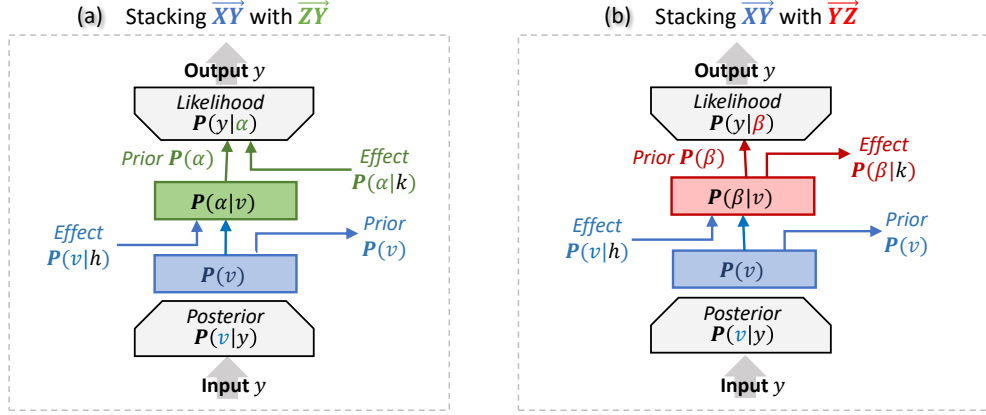 (a) Stacking XY with ZY
Output y
Likelihood
P(y|α)
Prior P(α)
Effect
P(α|k)
P(α|v)
Effect
P(v|h)
Prior
P(v)
P(v)
Posterior
P(v|y)
Input y
(b) Stacking XY with YZ
Output y
Likelihood
P(y|β)
Prior P(β)
Effect
P(β|k)
P(β|v)
Effect
P(v|h)
Prior
P(v)
P(v)
Posterior
P(v|y)
Input y